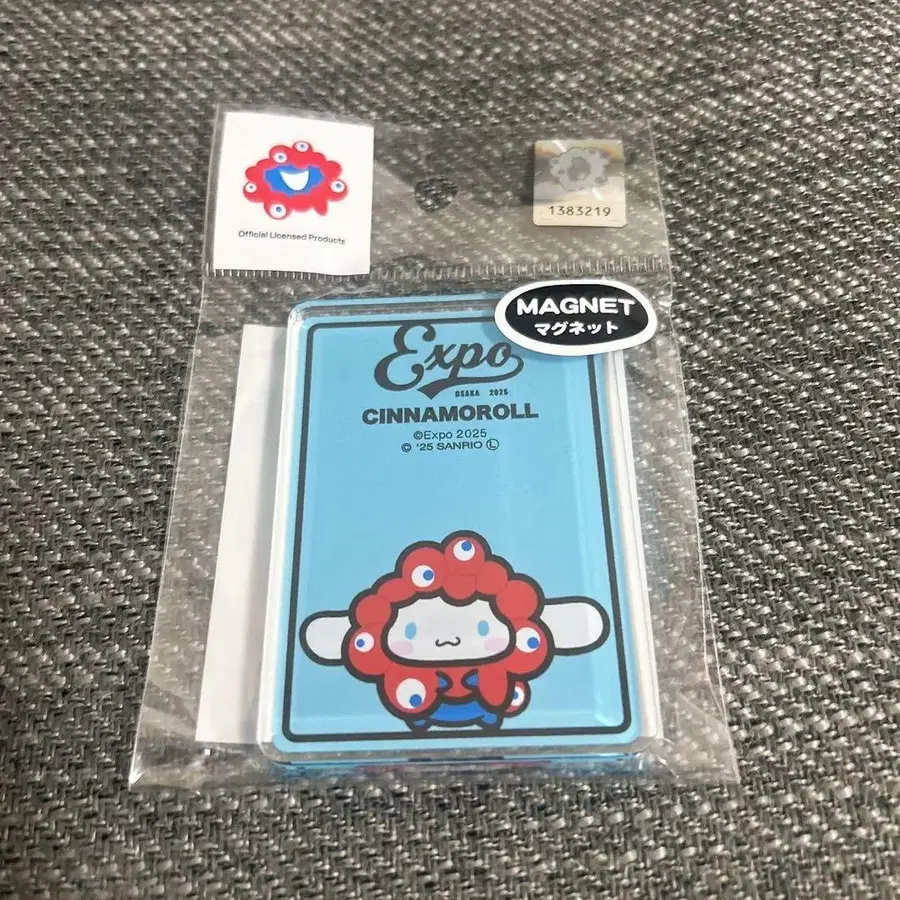 Official Licensed Products
1383219
MAGNET
マグネット
Expo
OSAKA 2025
CINNAMOROLL
©Expo 2025
© '25 SANRIO Ⓛ